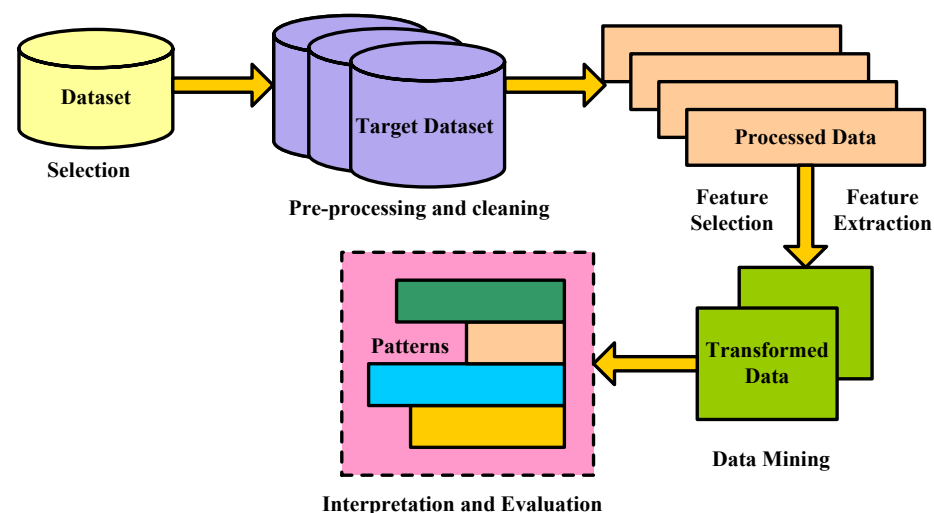 Dataset
Selection
Target Dataset
Pre-processing and cleaning
Processed Data
Feature
Selection
Feature
Extraction
Transformed
Data
Data Mining
Patterns
Interpretation and Evaluation